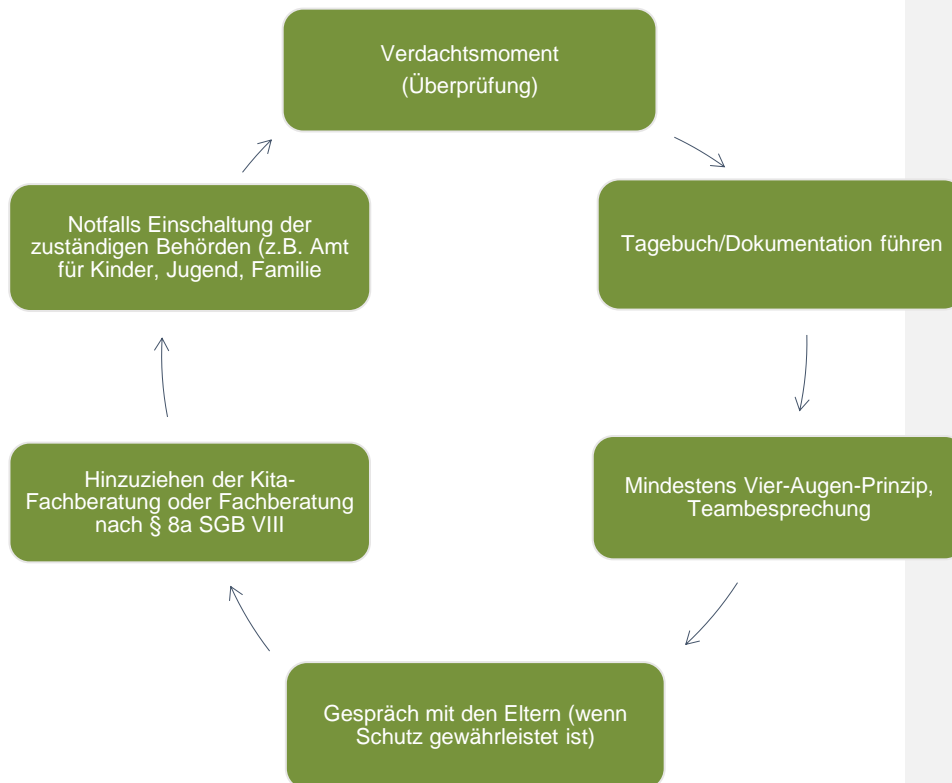 Verdachtsmoment
(Überprüfung)
Tagebuch/Dokumentation führen
Mindestens Vier-Augen-Prinzip,
Teambesprechung
Gespräch mit den Eltern (wenn
Schutz gewährleistet ist)
Hinzuziehen der Kita-
Fachberatung oder Fachberatung
nach § 8a SGB VIII
Notfalls Einschaltung der
zuständigen Behörden (z.B. Amt
für Kinder, Jugend, Familie